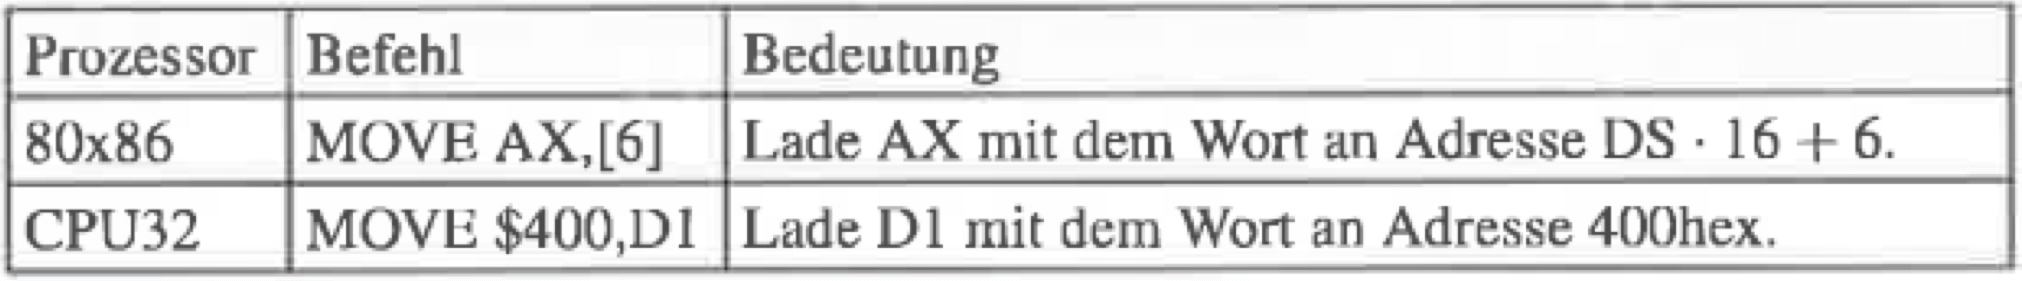 Prozessor Befehl Bedeutung
80x86 MOVE AX,[6] Lade AX mit dem Wort an Adresse DS · 16 + 6.
CPU32 MOVE $400,D1 Lade D1 mit dem Wort an Adresse 400hex.